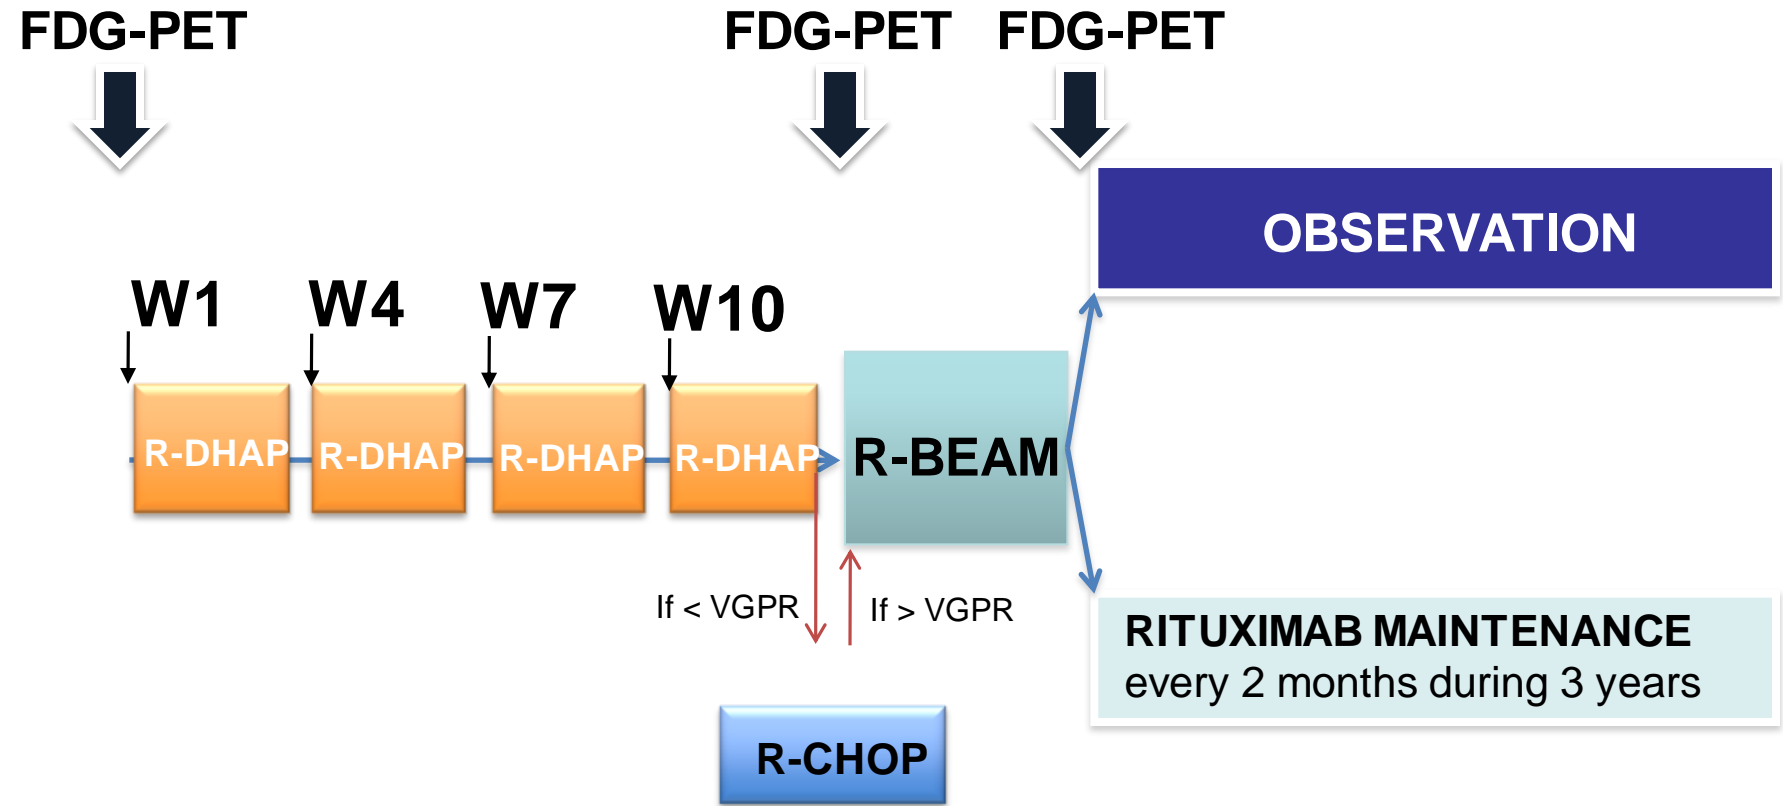 FDG-PET
FDG-PET
FDG-PET
OBSERVATION
W1
W4
W7
W10
R-DHAP
R-DHAP
R-DHAP
R-DHAP
R-BEAM
If < VGPR
If > VGPR
RITUXIMAB MAINTENANCE
every 2 months during 3 years
R-CHOP